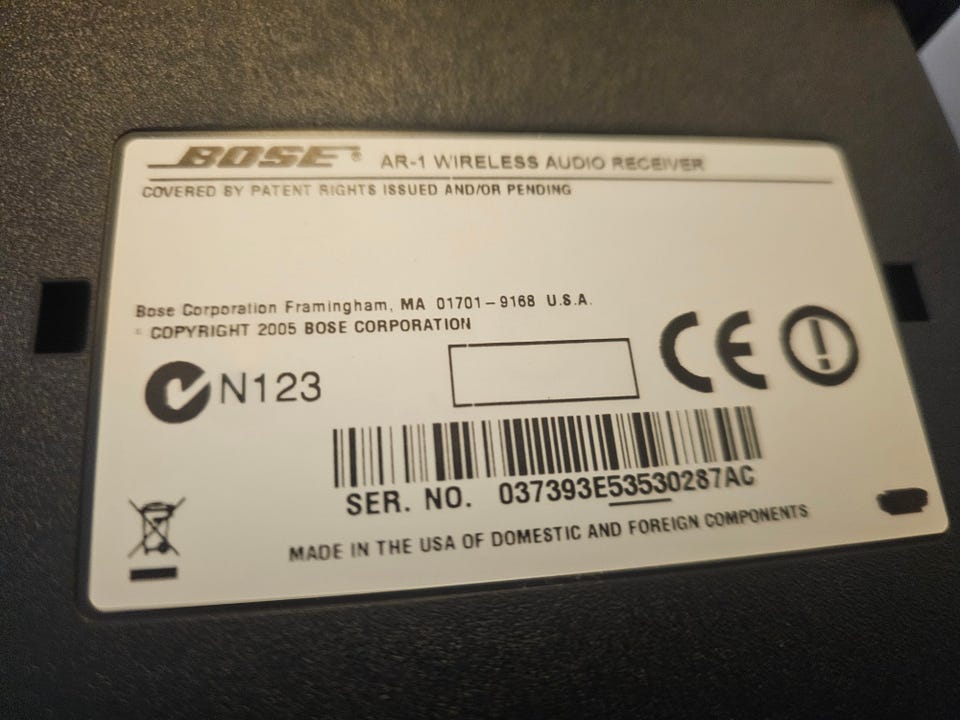 BOSE® AR-1 WIRELESS AUDIO RECEIVER
COVERED BY PATENT RIGHTS ISSUED AND/OR PENDING
Bose Corporation Framingham, MA 01701-9168 U.S.A.
© COPYRIGHT 2005 BOSE CORPORATION
N123
CE
SER. NO. 037393E53530287AC
MADE IN THE USA OF DOMESTIC AND FOREIGN COMPONENTS